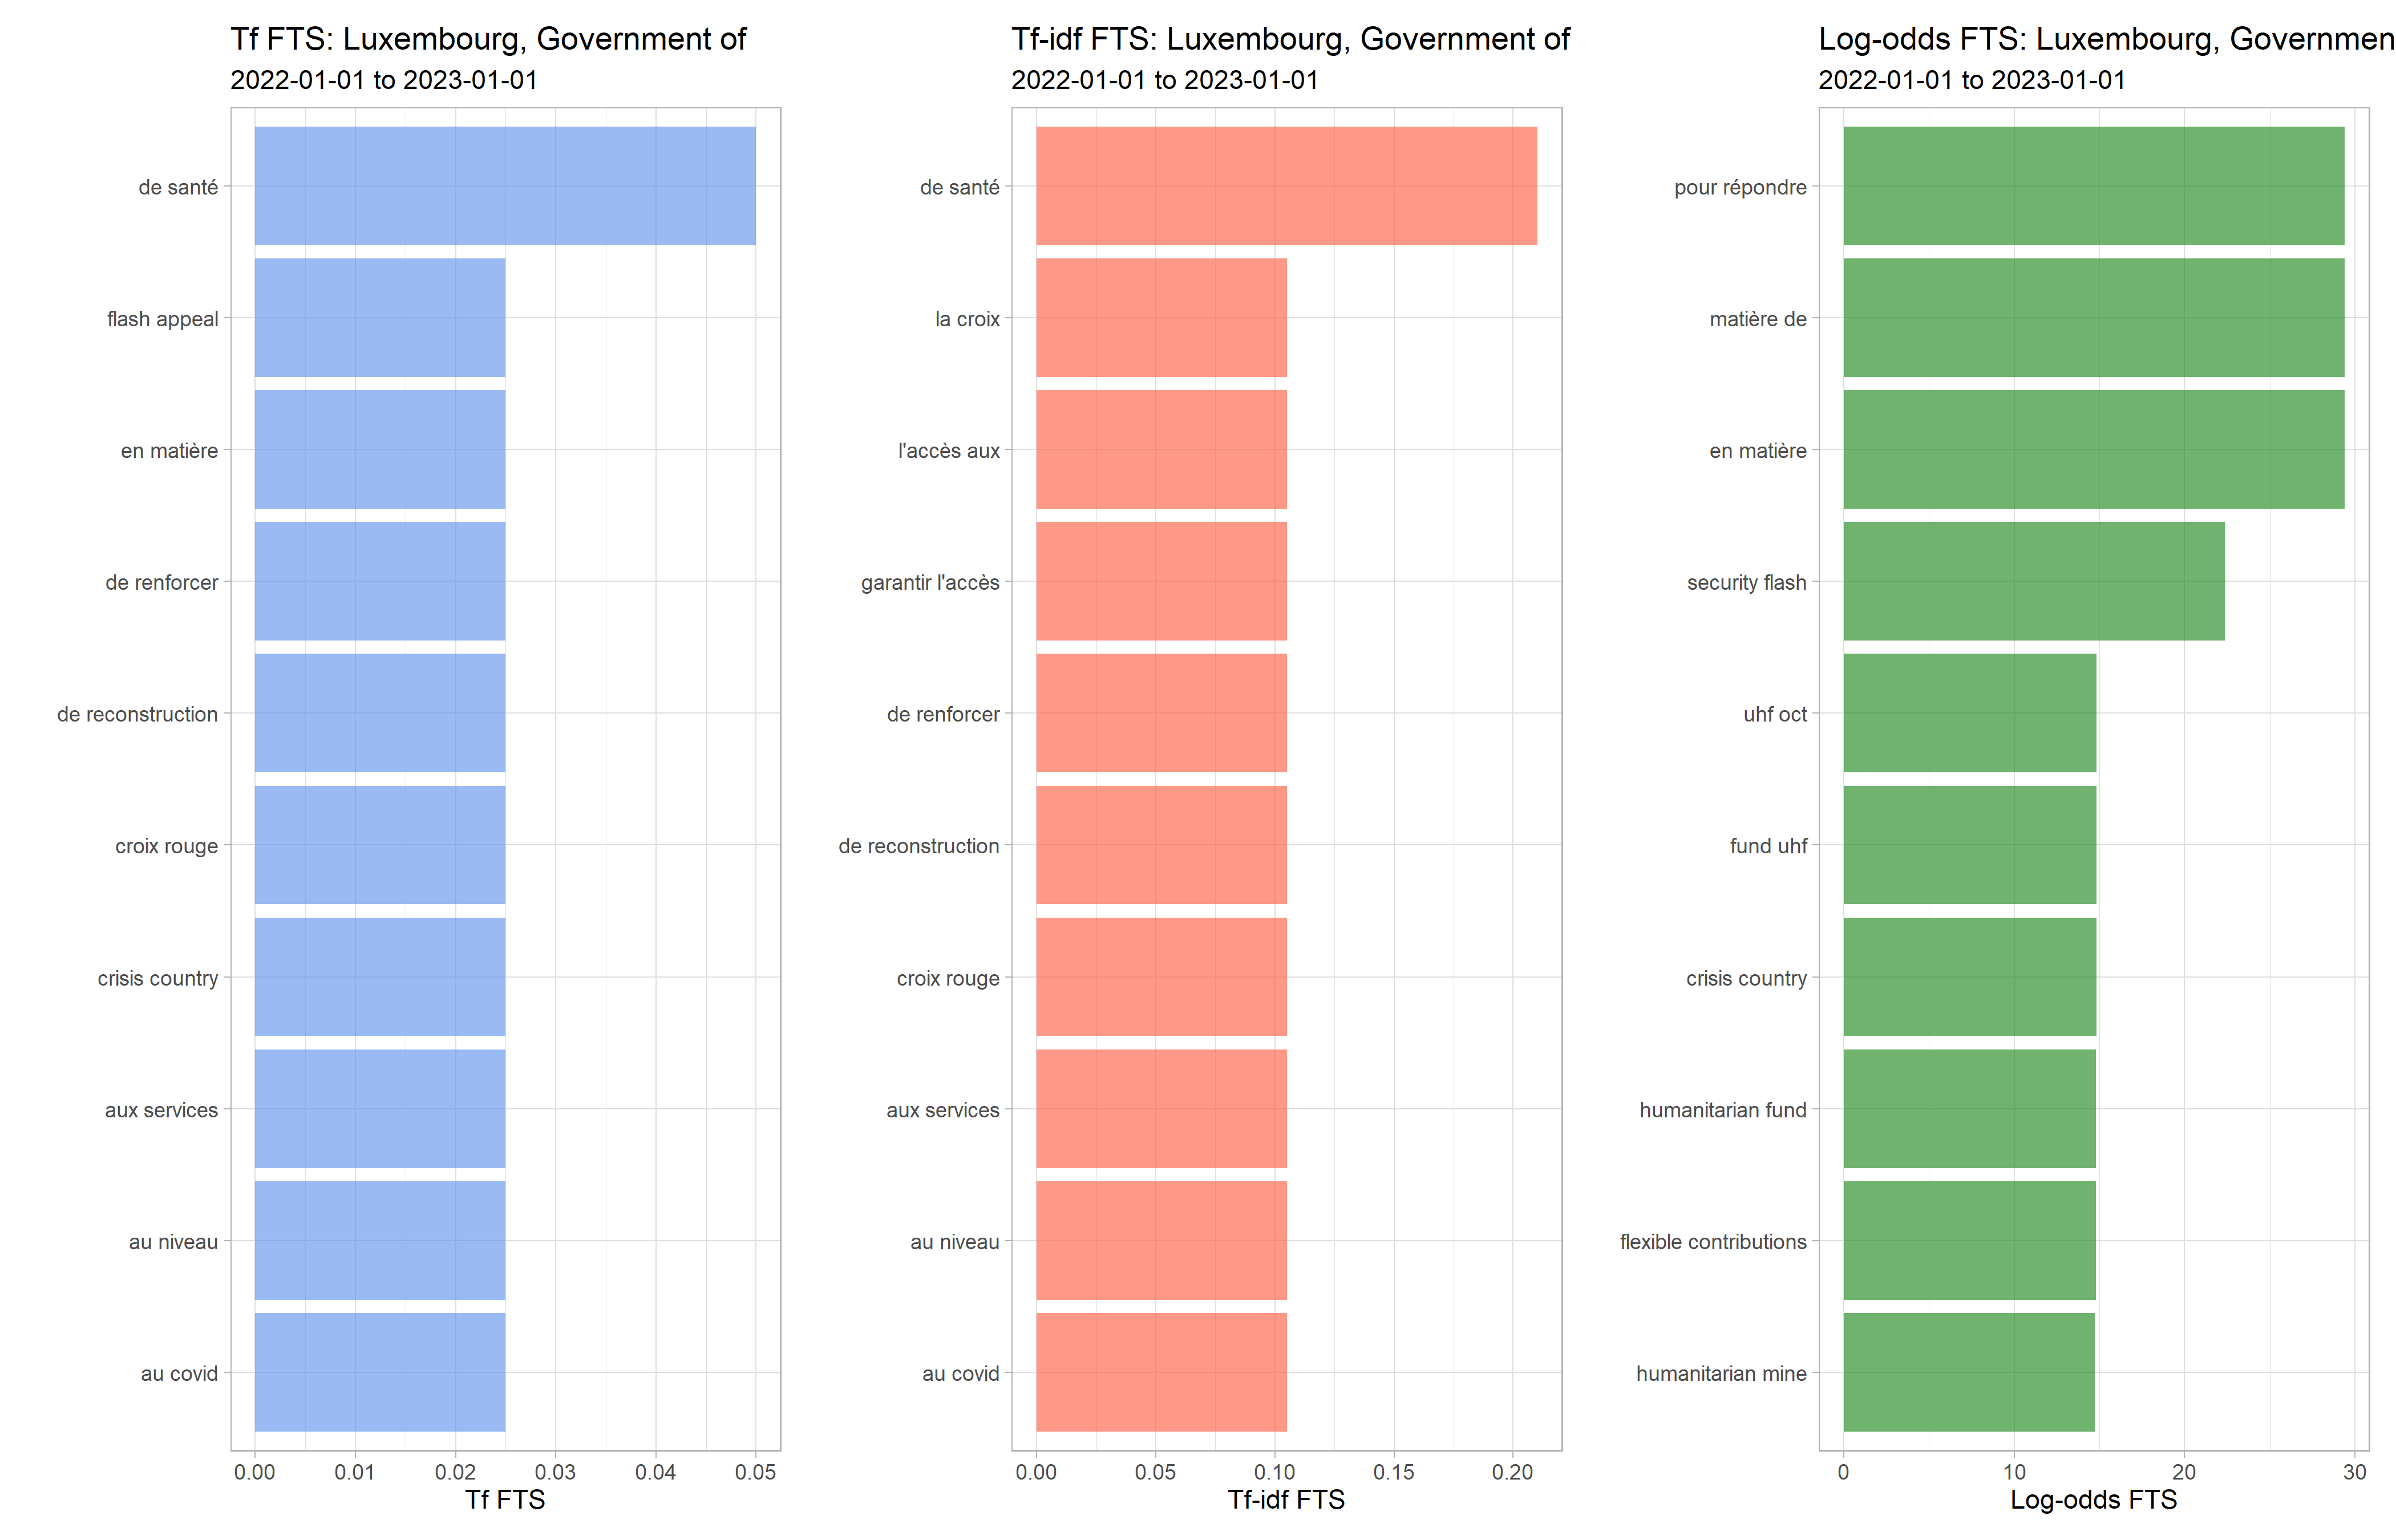 Tf FTS: Luxembourg, Government of
2022-01-01 to 2023-01-01
de santé
flash appeal
en matière
de renforcer
de reconstruction
croix rouge
crisis country
aux services
au niveau
au covid
0.00 0.01 0.02 0.03 0.04 0.05
Tf FTS
Tf-idf FTS: Luxembourg, Government of
2022-01-01 to 2023-01-01
de santé
la croix
l'accès aux
garantir l'accès
de renforcer
de reconstruction
croix rouge
aux services
au niveau
au covid
0.00 0.05 0.10 0.15 0.20
Tf-idf FTS
Log-odds FTS: Luxembourg, Governmen
2022-01-01 to 2023-01-01
pour répondre
matière de
en matière
security flash
uhf oct
fund uhf
crisis country
humanitarian fund
flexible contributions
humanitarian mine
0 10 20 30
Log-odds FTS